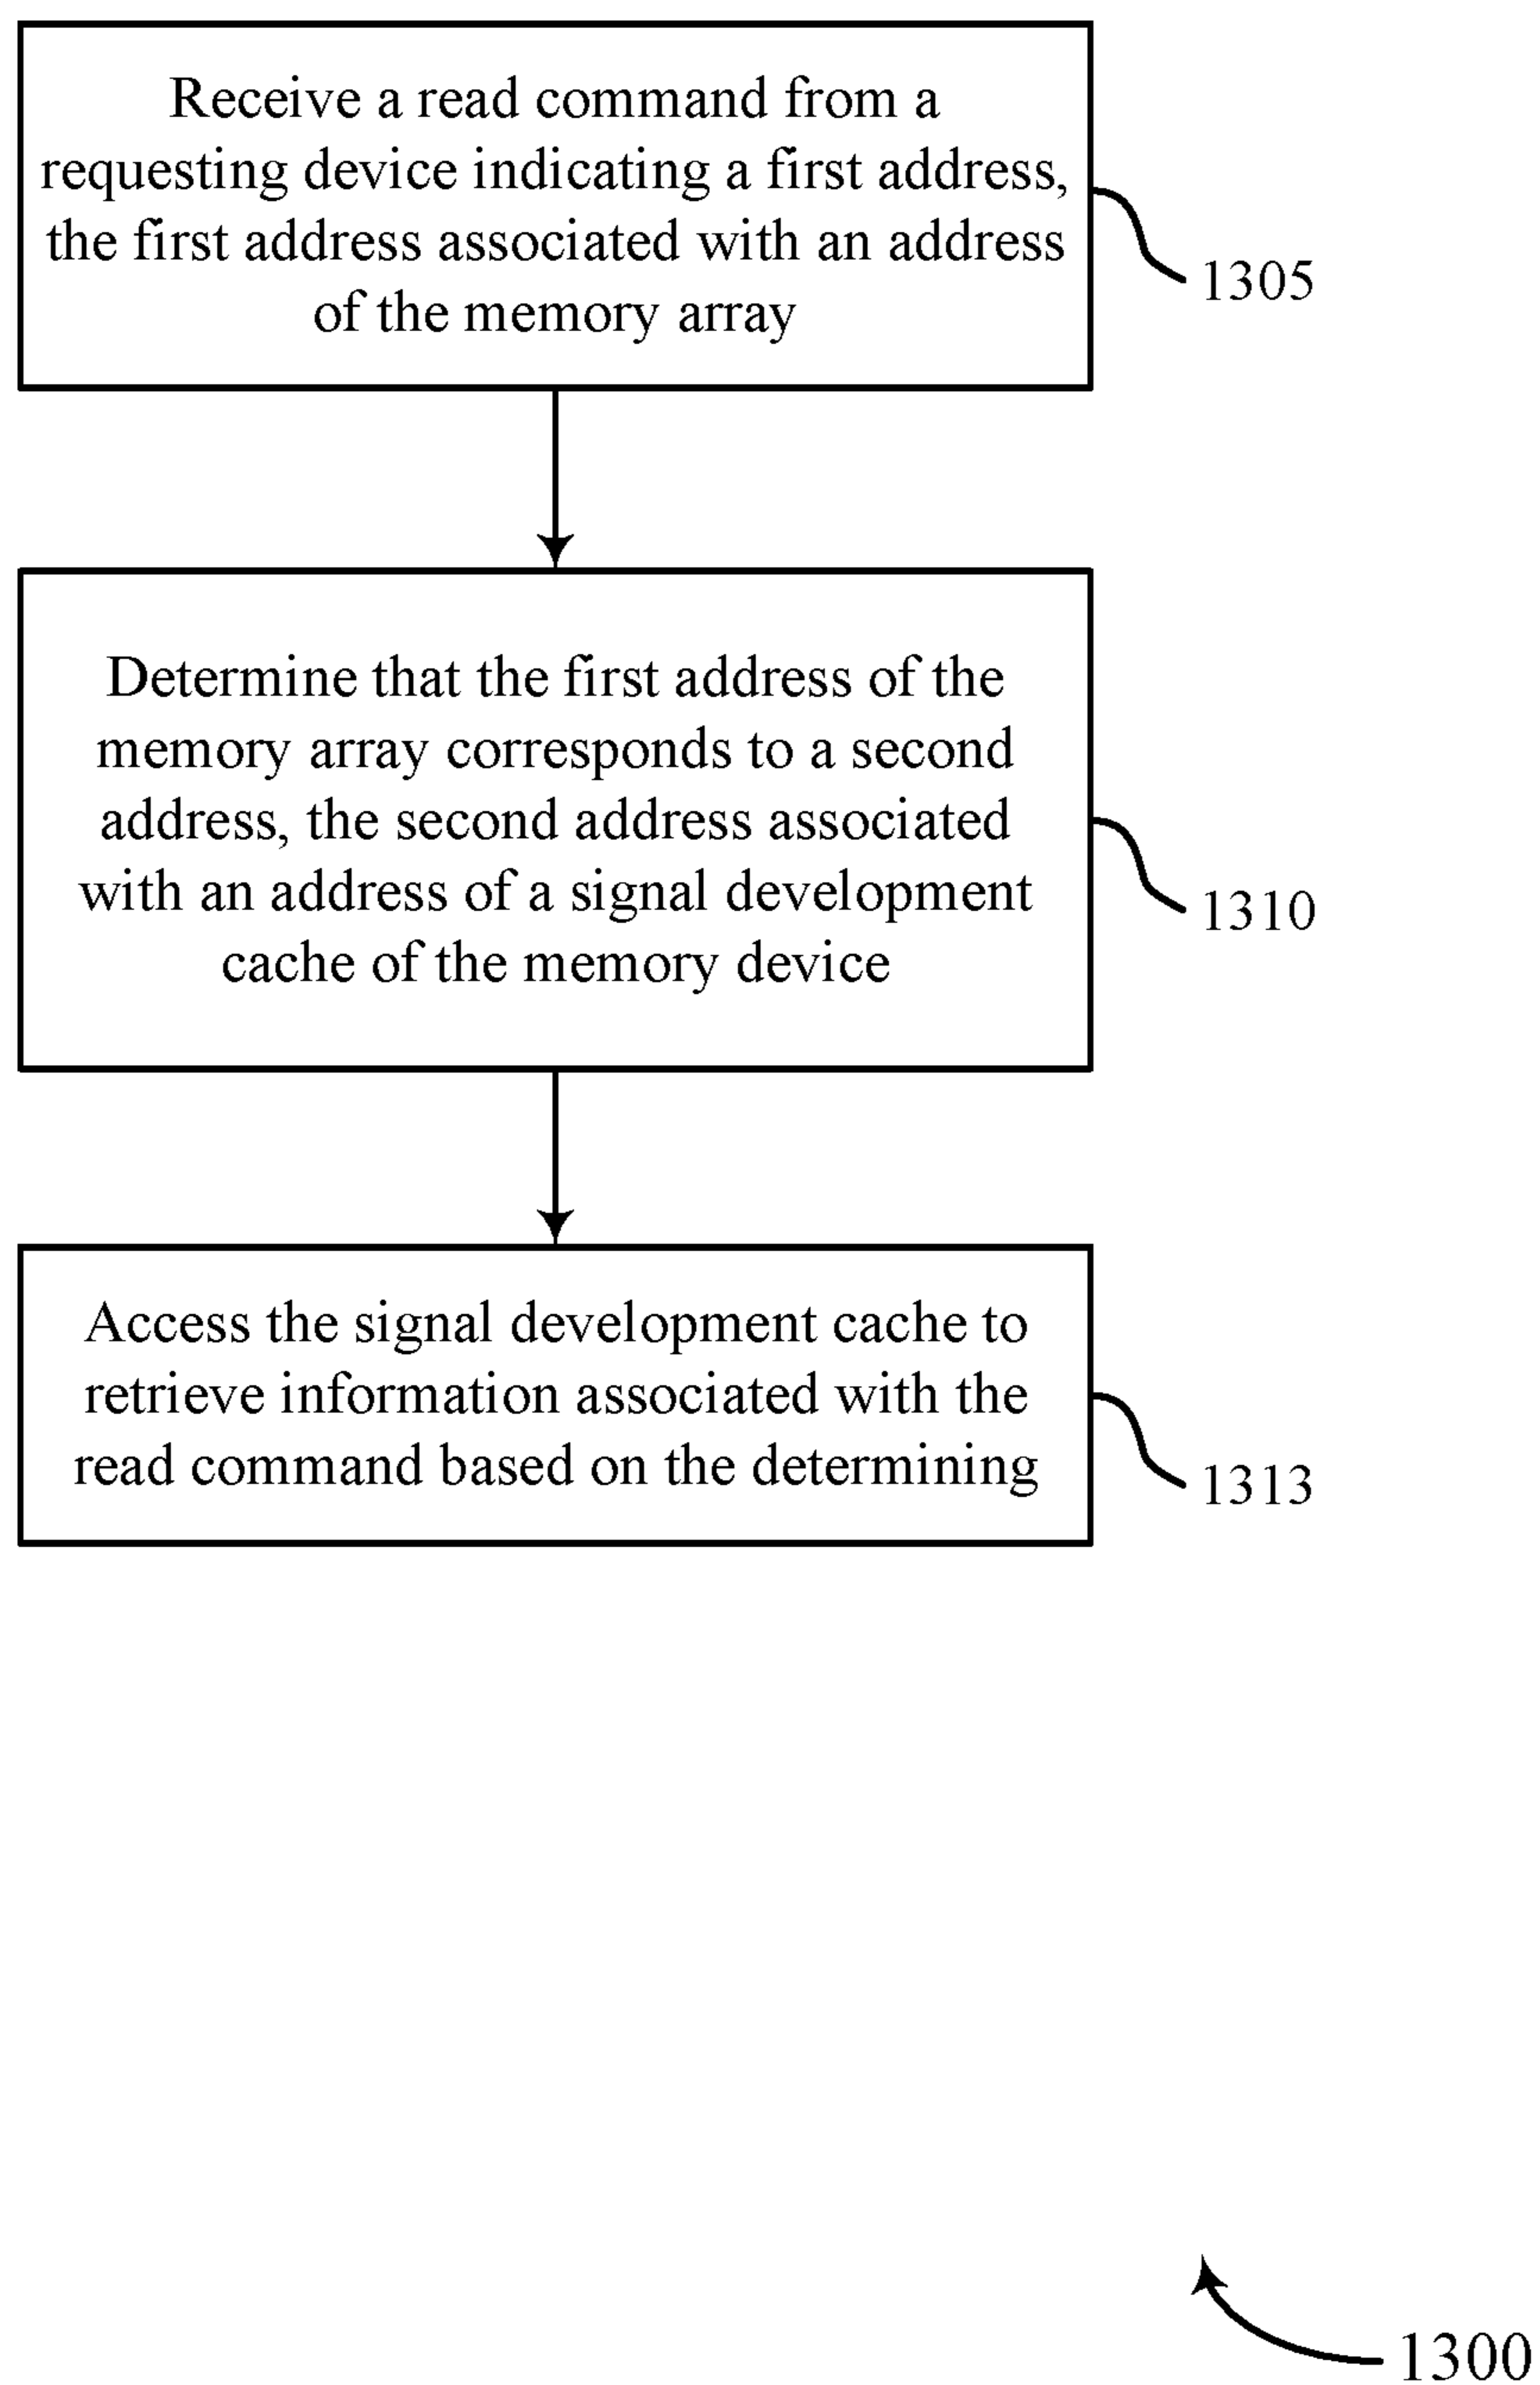 Receive a read command from a
requesting device indicating a first address,
the first address associated with an address
of the memory array
1305
Determine that the first address of the
memory array corresponds to a second
address, the second address associated
with an address of a signal development
cache of the memory device
1310
Access the signal development cache to
retrieve information associated with the
read command based on the determining
1313
1300